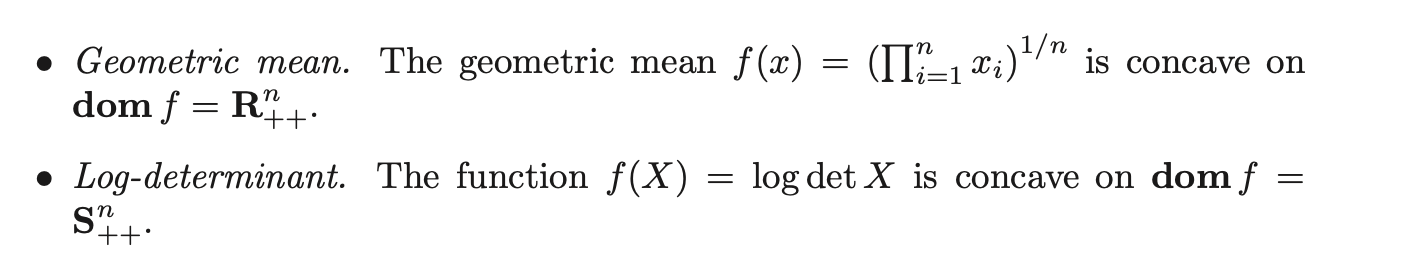 • Geometric mean. The geometric mean f(x) = (∏ⁿᵢ₌₁ xᵢ)^{1/n} is concave on
dom f = Rⁿ₊₊.
• Log-determinant. The function f(X) = log det X is concave on dom f =
Sⁿ₊₊.